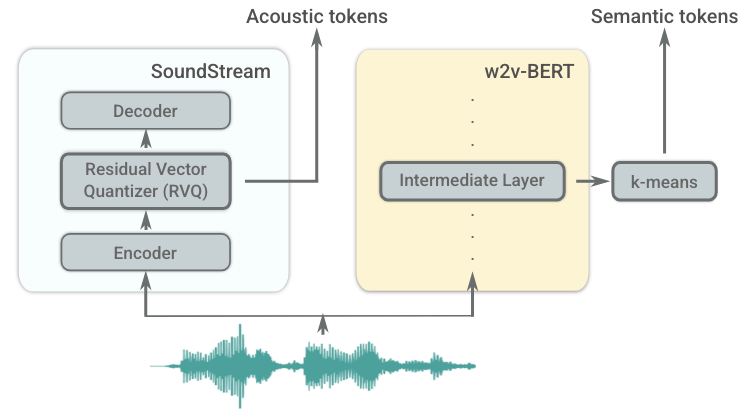 Acoustic tokens
Semantic tokens
SoundStream
w2v-BERT
Decoder
Residual Vector
Quantizer (RVQ)
Intermediate Layer
k-means
Encoder